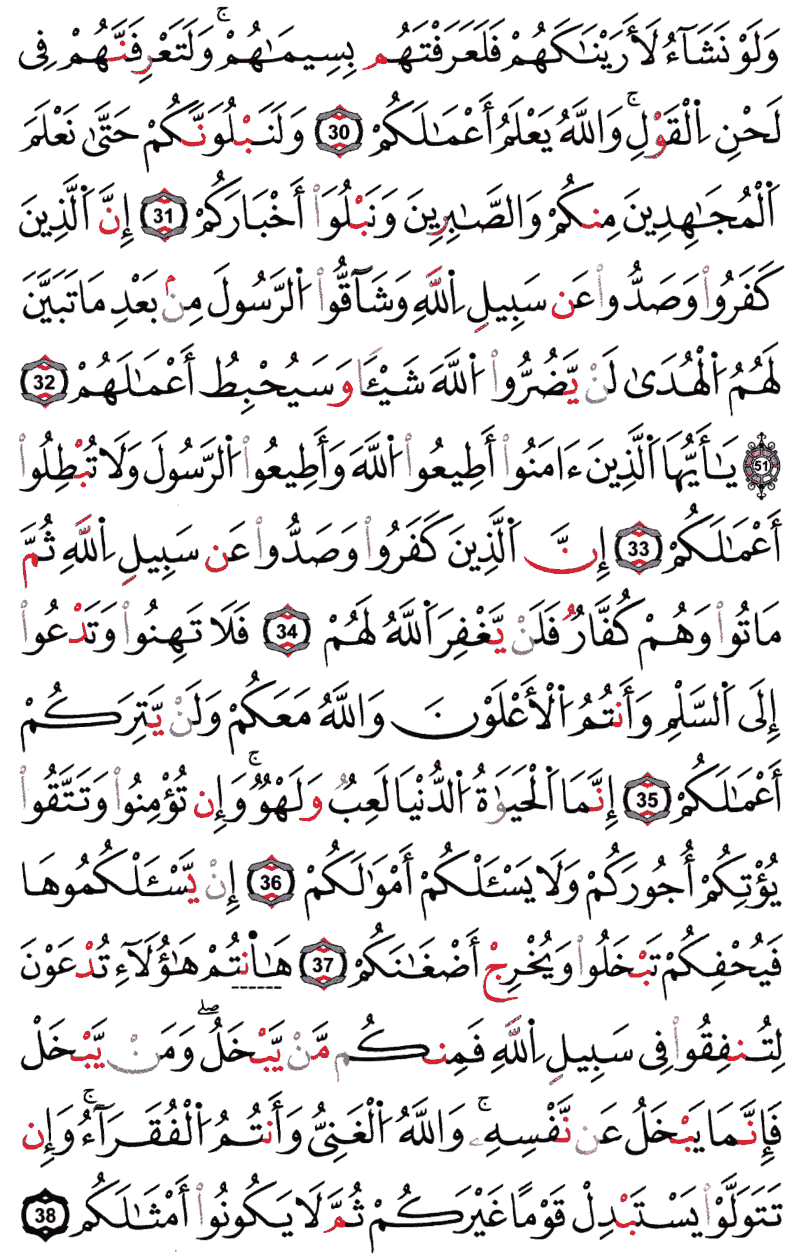 وَلَوْ نَشَآءُ لَأَرَيْنَـٰكَهُمْ فَلَعَرَفْتَهُم بِسِيمَـٰهُمْ ۚ وَلَتَعْرِفَنَّهُمْ فِى
لَحْنِ ٱلْقَوْلِ ۚ وَٱللَّهُ يَعْلَمُ أَعْمَـٰلَكُمْ 30 وَلَنَبْلُوَنَّكُمْ حَتَّىٰ نَعْلَمَ
ٱلْمُجَـٰهِدِينَ مِنكُمْ وَٱلصَّـٰبِرِينَ وَنَبْلُوَا۟ أَخْبَارَكُمْ 31 إِنَّ ٱلَّذِينَ
كَفَرُوا۟ وَصَدُّوا۟ عَن سَبِيلِ ٱللَّهِ وَشَآقُّوا۟ ٱلرَّسُولَ مِنۢ بَعْدِ مَا تَبَيَّنَ
لَهُمُ ٱلْهُدَىٰ لَنْ يَّضُرُّوا۟ ٱللَّهَ شَيْـًٔا وَسَيُحْبِطُ أَعْمَـٰلَهُمْ 32
51 يَـٰٓأَيُّهَا ٱلَّذِينَ ءَامَنُوٓا۟ أَطِيعُوا۟ ٱللَّهَ وَأَطِيعُوا۟ ٱلرَّسُولَ وَلَا تُبْطِلُوٓا۟
أَعْمَـٰلَكُمْ 33 إِنَّ ٱلَّذِينَ كَفَرُوا۟ وَصَدُّوا۟ عَن سَبِيلِ ٱللَّهِ ثُمَّ
مَاتُوا۟ وَهُمْ كُفَّارٌ فَلَنْ يَّغْفِرَ ٱللَّهُ لَهُمْ 34 فَلَا تَهِنُوا۟ وَتَدْعُوٓا۟
إِلَى ٱلسَّلْمِ وَأَنتُمُ ٱلْأَعْلَوْنَ وَٱللَّهُ مَعَكُمْ وَلَنْ يَّتِرَكُمْ
أَعْمَـٰلَكُمْ 35 إِنَّمَا ٱلْحَيَوٰةُ ٱلدُّنْيَا لَعِبٌ وَلَهْوٌ ۚ وَإِن تُؤْمِنُوا۟ وَتَتَّقُوا۟
يُؤْتِكُمْ أُجُورَكُمْ وَلَا يَسْـَٔلْكُمْ أَمْوَٰلَكُمْ 36 إِنْ يَّسْـَٔلْكُمُوهَا
فَيُحْفِكُمْ تَبْخَلُوا۟ وَيُخْرِجْ أَضْغَـٰنَكُمْ 37 هَـٰٓأَنتُمْ هَـٰٓؤُلَآءِ تُدْعَوْنَ
لِتُنفِقُوا۟ فِى سَبِيلِ ٱللَّهِ فَمِنكُم مَّنْ يَّبْخَلُ ۖ وَمَنْ يَّبْخَلْ
فَإِنَّمَا يَبْخَلُ عَن نَّفْسِهِۦ ۚ وَٱللَّهُ ٱلْغَنِىُّ وَأَنتُمُ ٱلْفُقَرَآءُ ۚ وَإِن
تَتَوَلَّوْا۟ يَسْتَبْدِلْ قَوْمًا غَيْرَكُمْ ثُمَّ لَا يَكُونُوٓا۟ أَمْثَـٰلَكُمْ 38